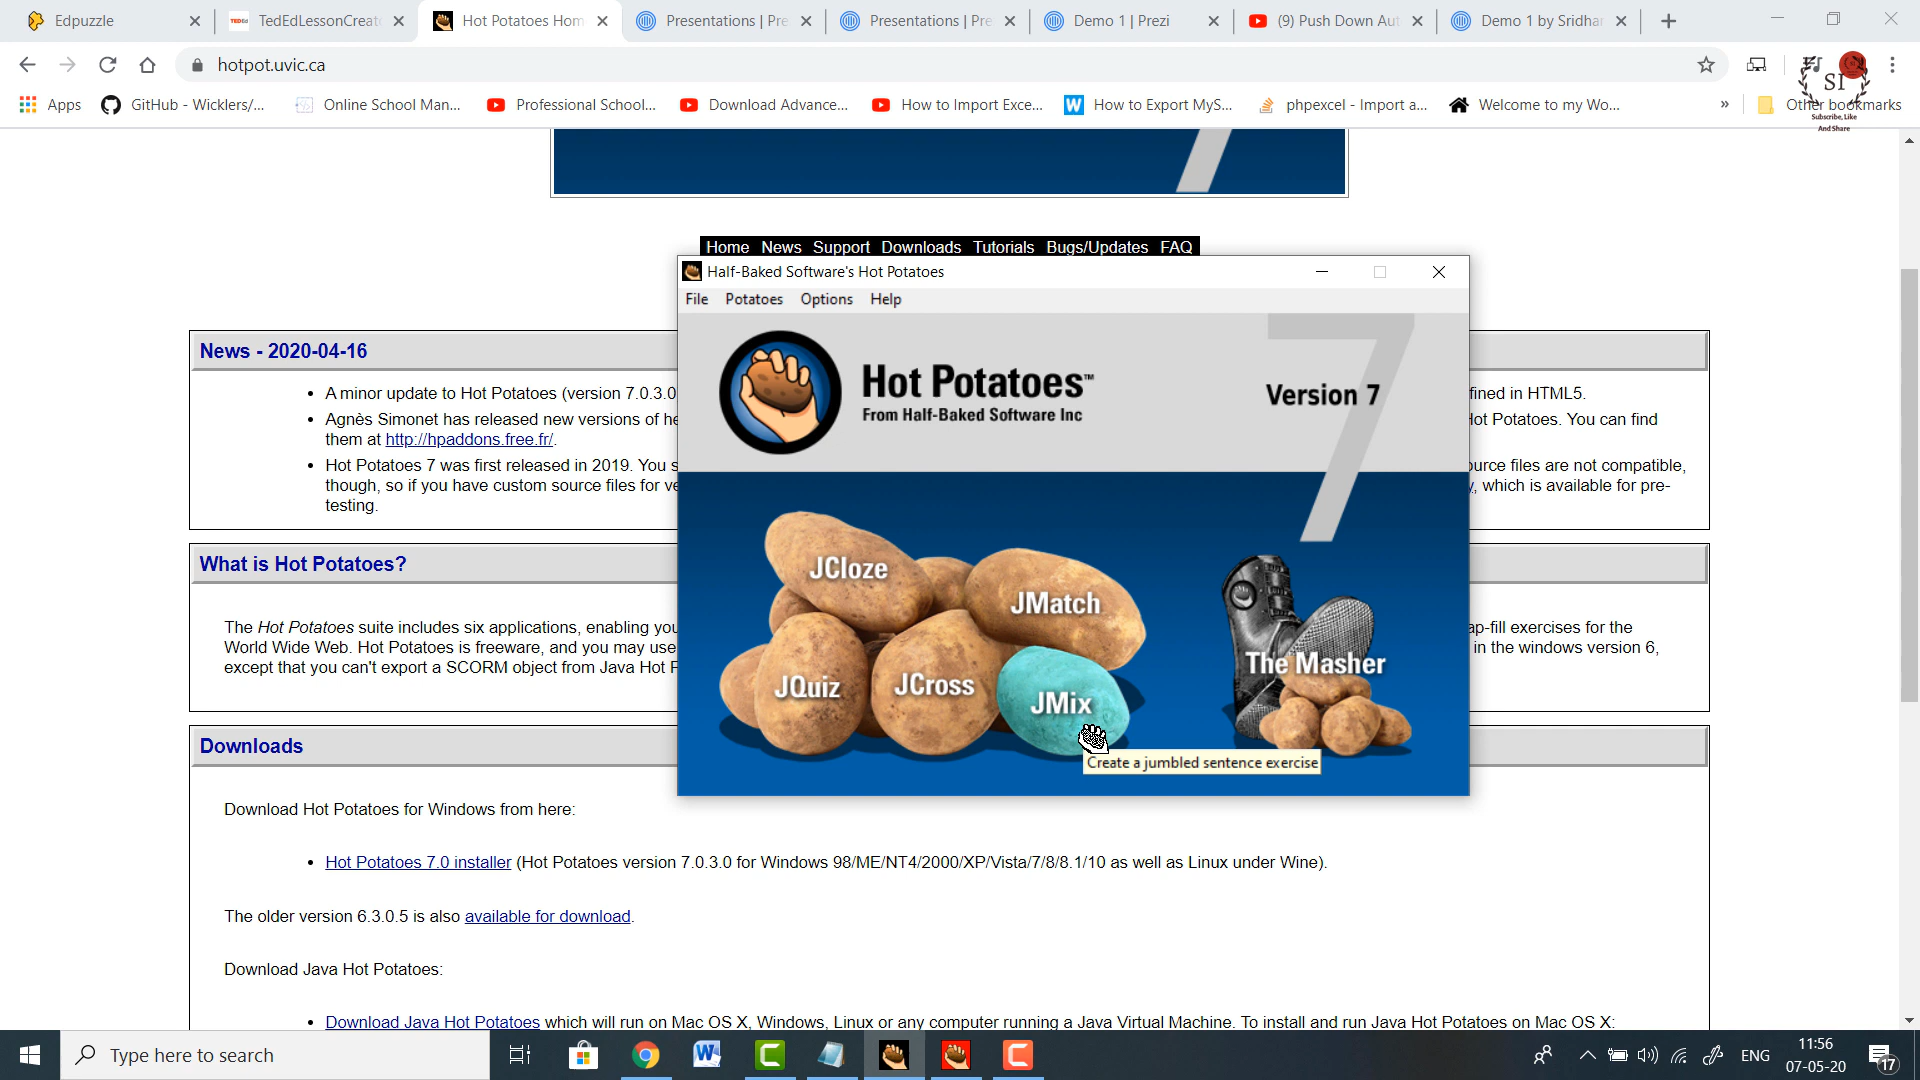 Edpuzzle
TedEdLessonCreat
Hot Potatoes Hom
Presentations | Pre
Presentations | Pre
Demo 1 | Prezi
(9) Push Down Aut
Demo 1 by Sridhar
hotpot.uvic.ca
Apps
GitHub - Wicklers/...
Online School Man...
Professional School...
Download Advance...
How to Import Exce...
How to Export MyS...
phpexcel - Import a...
Welcome to my Wo...
»
Other bookmarks
SI
Subscribe, Like
And Share
7
Home News Support Downloads Tutorials Bugs/Updates FAQ
Half-Baked Software's Hot Potatoes
File Potatoes Options Help
Hot Potatoes™
From Half-Baked Software Inc
Version 7
7
JCloze
JMatch
JQuiz
JCross
JMix
The Masher
Create a jumbled sentence exercise
News - 2020-04-16
• A minor update to Hot Potatoes (version 7.0.3.0 fined in HTML5.
• Agnès Simonet has released new versions of he Hot Potatoes. You can find
them at http://hpaddons.free.fr/.
• Hot Potatoes 7 was first released in 2019. You s urce files are not compatible,
though, so if you have custom source files for ve , which is available for pre-
testing.
What is Hot Potatoes?
The Hot Potatoes suite includes six applications, enabling you ap-fill exercises for the
World Wide Web. Hot Potatoes is freeware, and you may use in the windows version 6,
except that you can't export a SCORM object from Java Hot P
Downloads
Download Hot Potatoes for Windows from here:
• Hot Potatoes 7.0 installer (Hot Potatoes version 7.0.3.0 for Windows 98/ME/NT4/2000/XP/Vista/7/8/8.1/10 as well as Linux under Wine).
The older version 6.3.0.5 is also available for download.
Download Java Hot Potatoes:
• Download Java Hot Potatoes which will run on Mac OS X, Windows, Linux or any computer running a Java Virtual Machine. To install and run Java Hot Potatoes on Mac OS X:
Type here to search
ENG
11:56
07-05-20
17